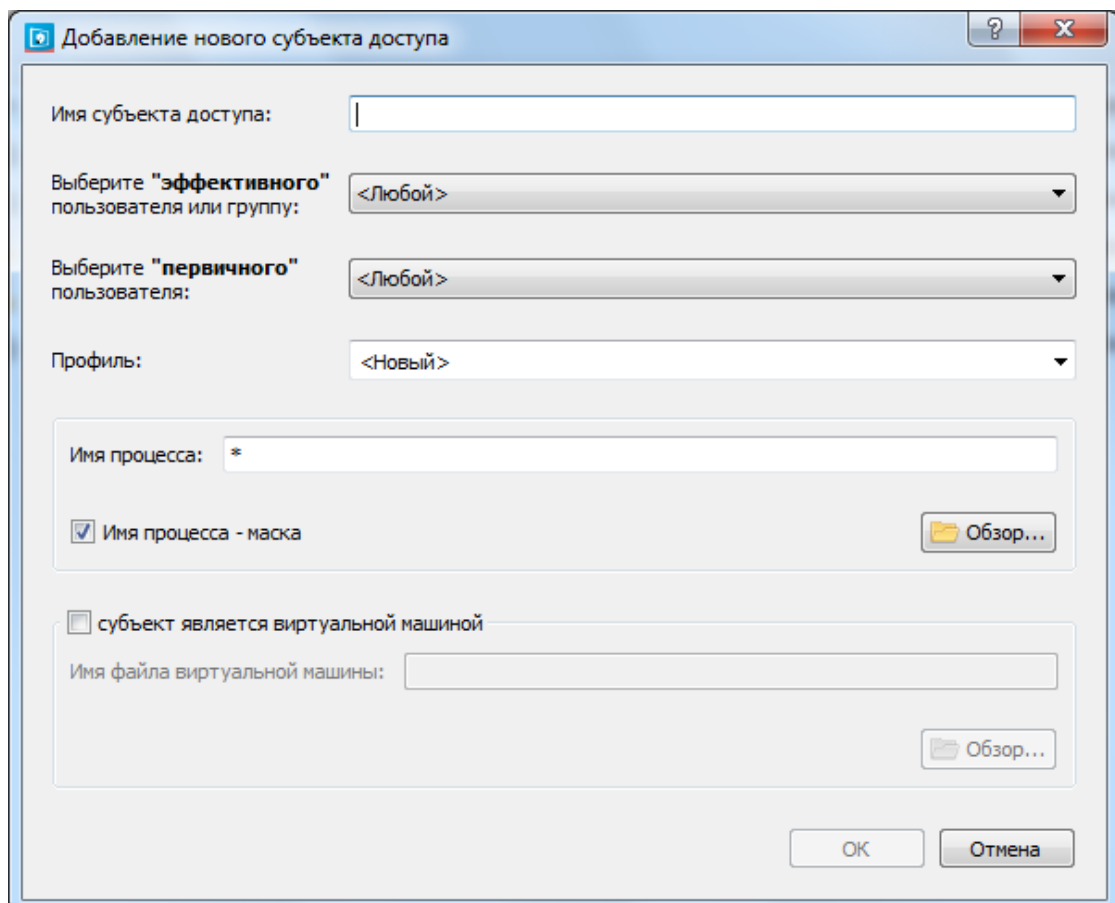 Добавление нового субъекта доступа
Имя субъекта доступа:
Выберите "эффективного"
пользователя или группу:
<Любой>
Выберите "первичного"
пользователя:
<Любой>
Профиль:
<Новый>
Имя процесса:
*
Имя процесса - маска
Обзор...
субъект является виртуальной машиной
Имя файла виртуальной машины:
Обзор...
ОК
Отмена